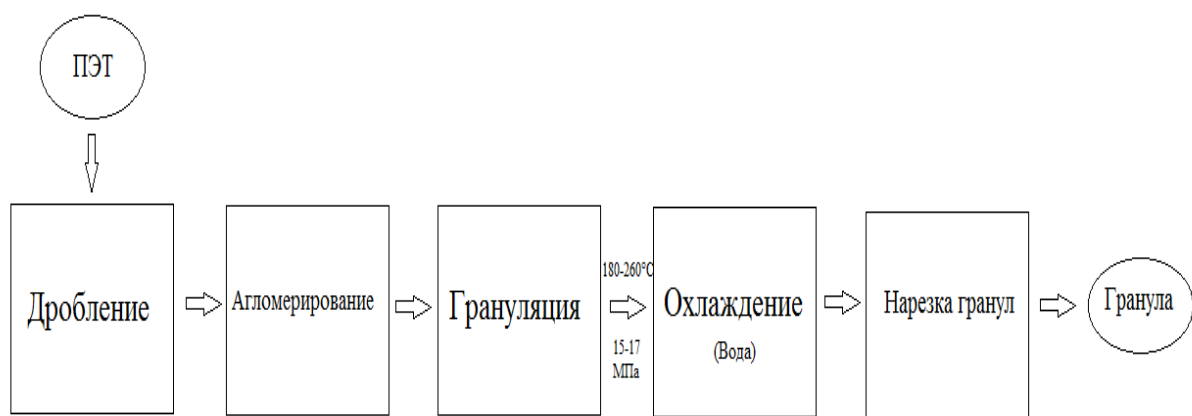 ПЭТ
Дробление
Агломерирование
Грануляция
180-260°C
15-17
МПа
Охлаждение
(Вода)
Нарезка гранул
Гранула